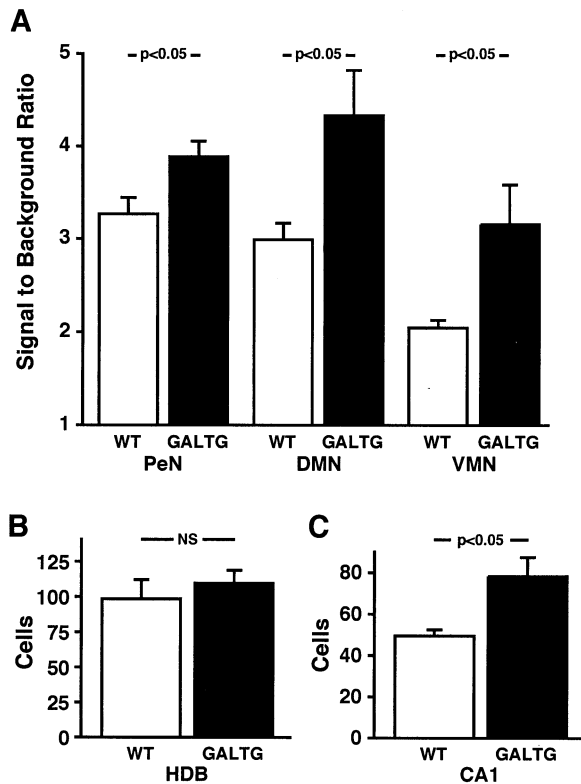 A
Signal to Background Ratio
5
4
3
2
1
p<0.05 p<0.05 p<0.05
WT GALTG WT GALTG WT GALTG
PeN DMN VMN
B
Cells
125
100
75
50
25
0
NS
WT GALTG
HDB
C
Cells
80
60
40
20
0
p<0.05
WT GALTG
CA1